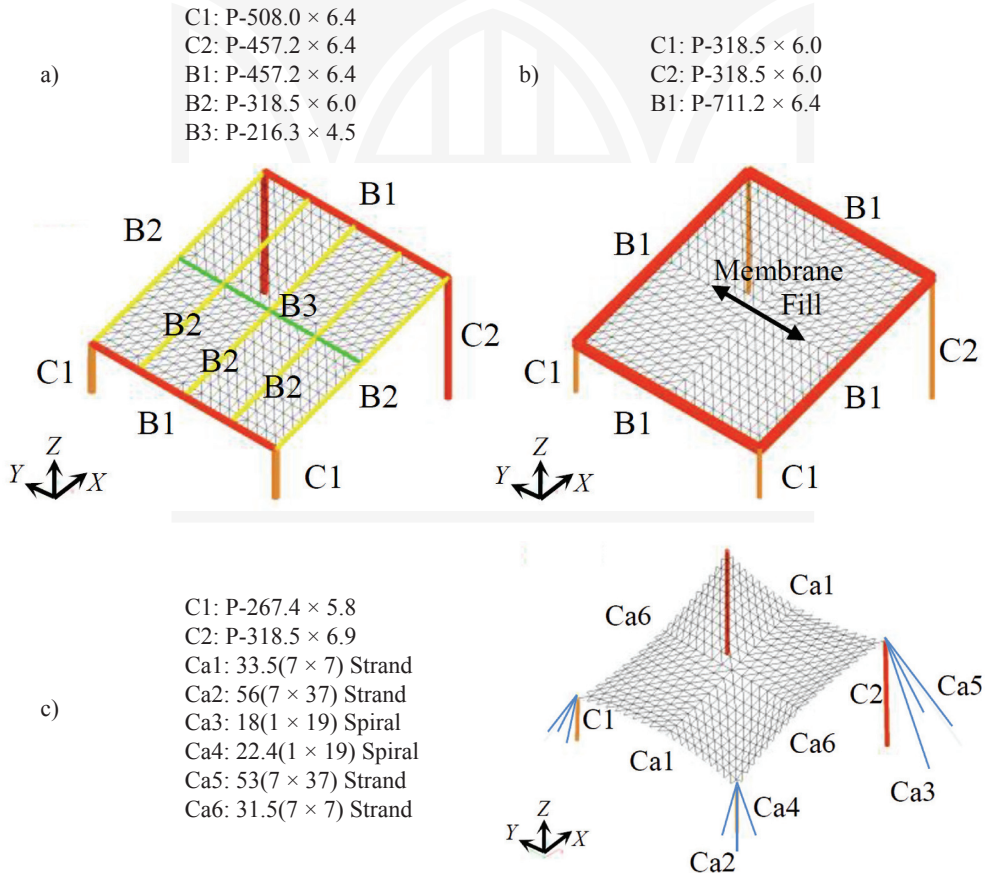 a)
C1: P-508.0 × 6.4
C2: P-457.2 × 6.4
B1: P-457.2 × 6.4
B2: P-318.5 × 6.0
B3: P-216.3 × 4.5
B1
B2
B3
B2
B2
B2
B2
C2
C1
B1
C1
Z
Y
X
b)
C1: P-318.5 × 6.0
C2: P-318.5 × 6.0
B1: P-711.2 × 6.4
B1
B1
Membrane
Fill
C2
C1
B1
B1
C1
Z
Y
X
c)
C1: P-267.4 × 5.8
C2: P-318.5 × 6.9
Ca1: 33.5(7 × 7) Strand
Ca2: 56(7 × 37) Strand
Ca3: 18(1 × 19) Spiral
Ca4: 22.4(1 × 19) Spiral
Ca5: 53(7 × 37) Strand
Ca6: 31.5(7 × 7) Strand
Ca1
Ca6
C2
Ca5
C1
Ca1
Ca6
Ca3
Ca4
Ca2
Z
Y
X